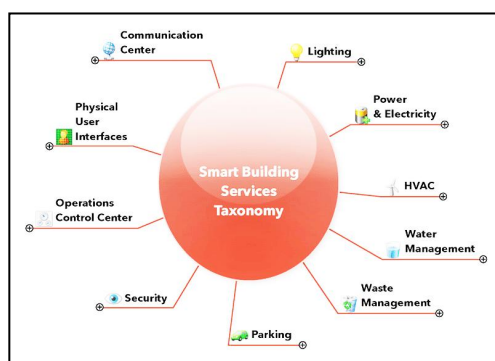 Communication
Center
Lighting
Physical
User
Interfaces
Power
& Electricity
Smart Building
Services
Taxonomy
HVAC
Operations
Control Center
Water
Management
Security
Waste
Management
Parking